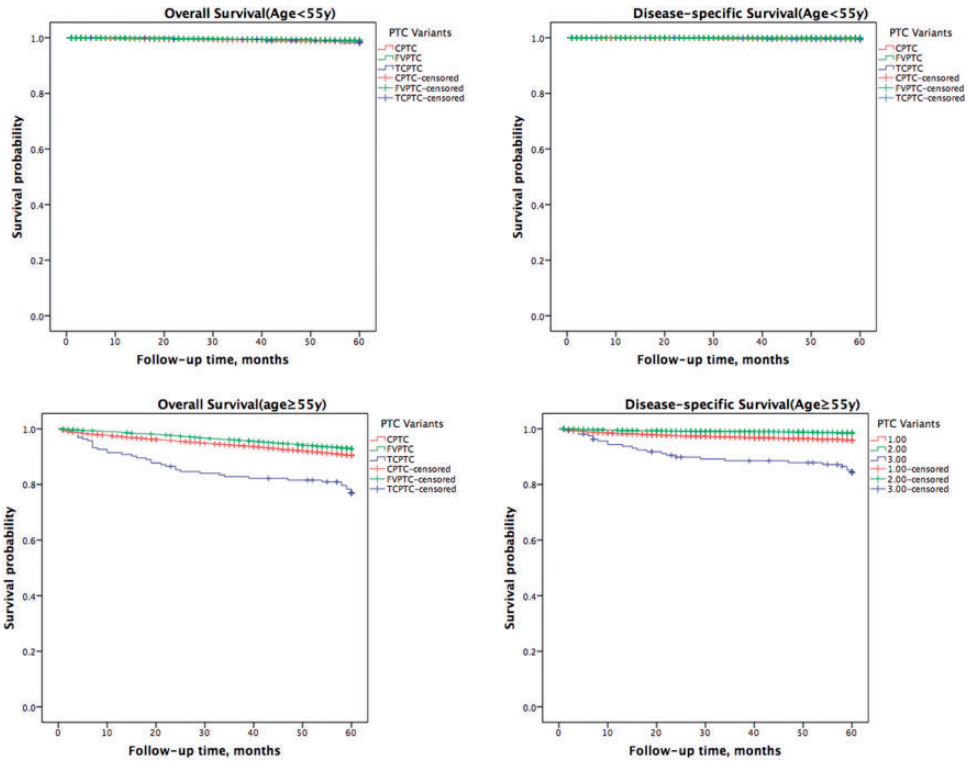 Overall Survival(Age<55y)
PTC Variants
CPTC
FVPTC
TCPTC
CPTC-censored
FVPTC-censored
TCPTC-censored
Survival probability
1.0
0.8
0.6
0.4
0.2
0.0
0 10 20 30 40 50 60
Follow-up time, months
Disease-specific Survival(Age<55y)
PTC Variants
CPTC
FVPTC
TCPTC
CPTC-censored
FVPTC-censored
TCPTC-censored
Survival probability
1.0
0.8
0.6
0.4
0.2
0.0
0 10 20 30 40 50 60
Follow-up time, months
Overall Survival(age≥55y)
PTC Variants
CPTC
FVPTC
TCPTC
CPTC-censored
FVPTC-censored
TCPTC-censored
Survival probability
1.0
0.8
0.6
0.4
0.2
0.0
0 10 20 30 40 50 60
Follow-up time, months
Disease-specific Survival(Age≥55y)
PTC Variants
1.00
2.00
3.00
1.00-censored
2.00-censored
3.00-censored
Survival probability
1.0
0.8
0.6
0.4
0.2
0.0
0 10 20 30 40 50 60
Follow-up time, months